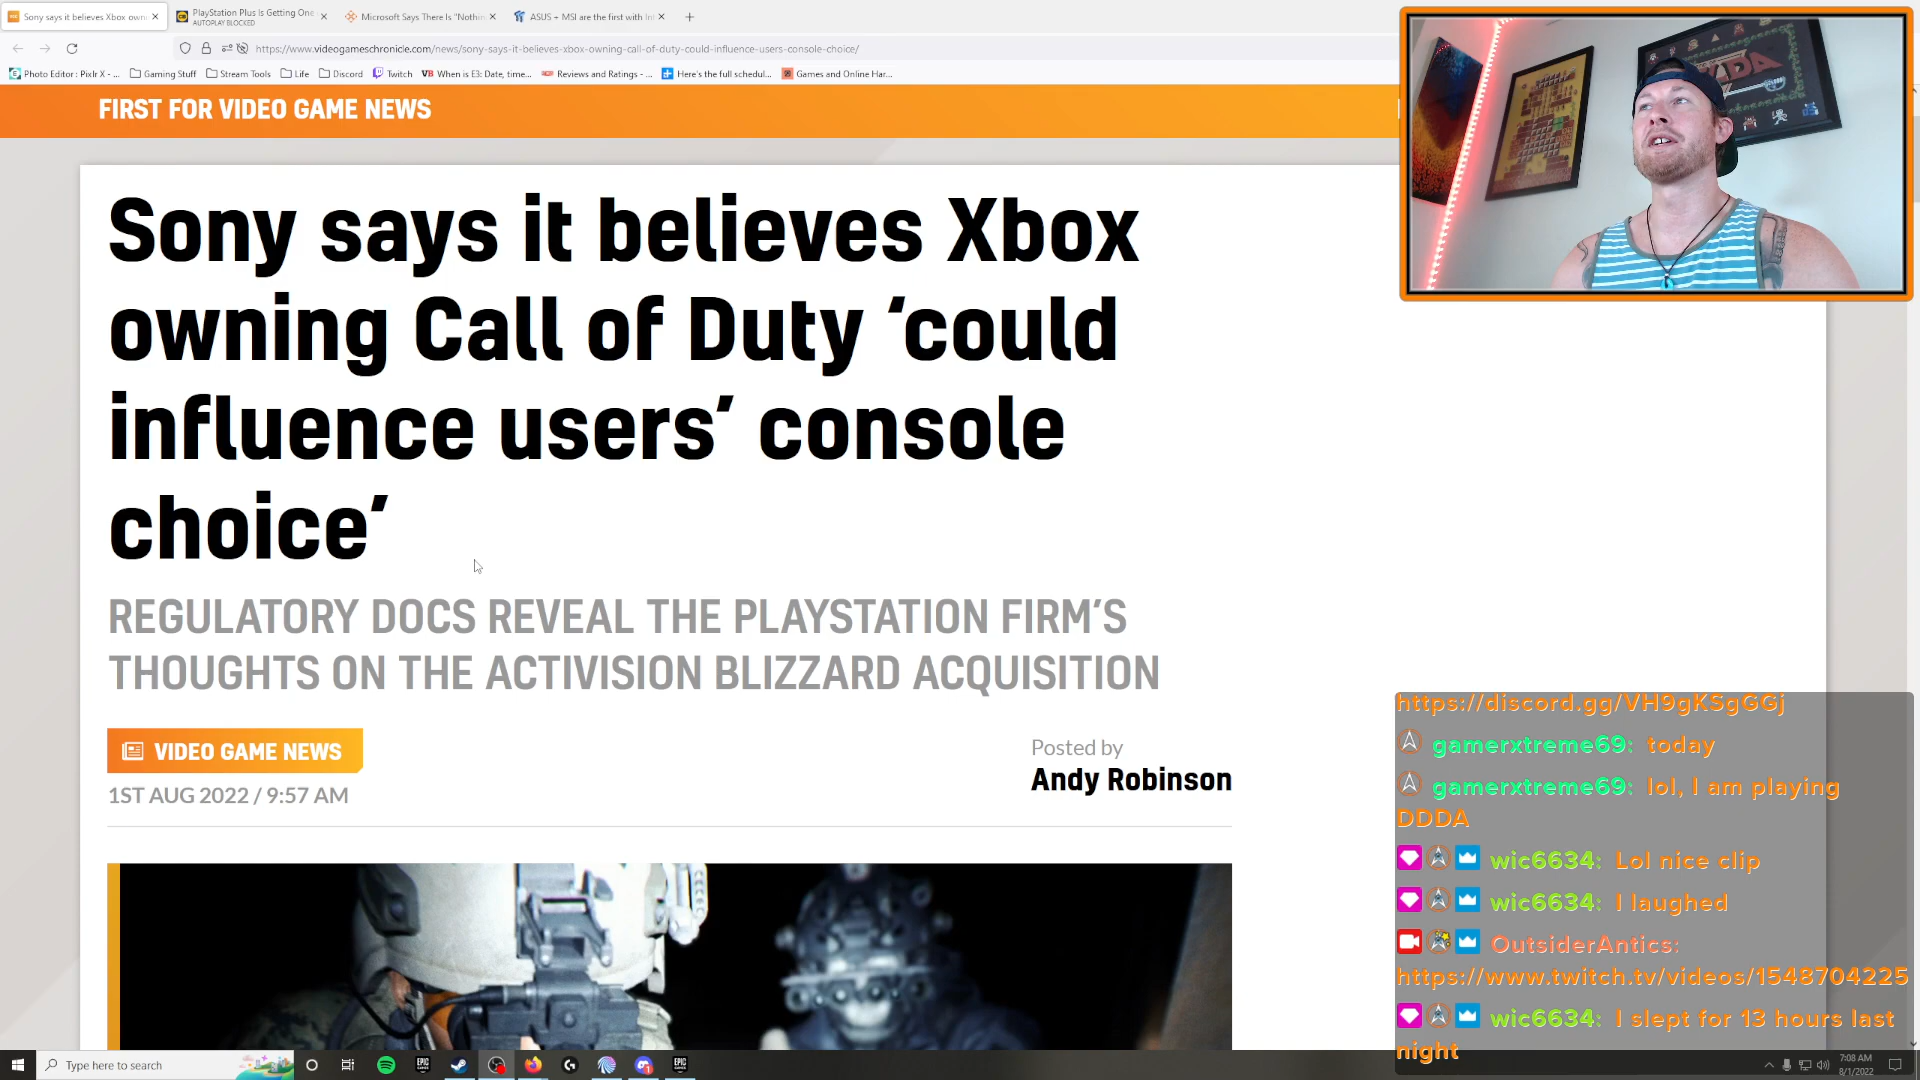 Sony says it believes Xbox own
PlayStation Plus Is Getting One
AUTOPLAY BLOCKED
Microsoft Says There Is "Nothin
ASUS + MSI are the first with Int
https://www.videogameschronicle.com/news/sony-says-it-believes-xbox-owning-call-of-duty-could-influence-users-console-choice/
Photo Editor : Pixlr X - ...
Gaming Stuff
Stream Tools
Life
Discord
Twitch
When is E3: Date, time...
Reviews and Ratings - ...
Here's the full schedul...
Games and Online Har...
FIRST FOR VIDEO GAME NEWS
Sony says it believes Xbox
owning Call of Duty ‘could
influence users’ console
choice’
REGULATORY DOCS REVEAL THE PLAYSTATION FIRM’S
THOUGHTS ON THE ACTIVISION BLIZZARD ACQUISITION
VIDEO GAME NEWS
1ST AUG 2022 / 9:57 AM
Posted by
Andy Robinson
https://discord.gg/VH9gKSgGGj
gamerxtreme69: today
gamerxtreme69: lol, I am playing
DDDA
wic6634: Lol nice clip
wic6634: I laughed
OutsiderAntics:
https://www.twitch.tv/videos/1548704225
wic6634: I slept for 13 hours last
night
Type here to search
7:08 AM
8/1/2022